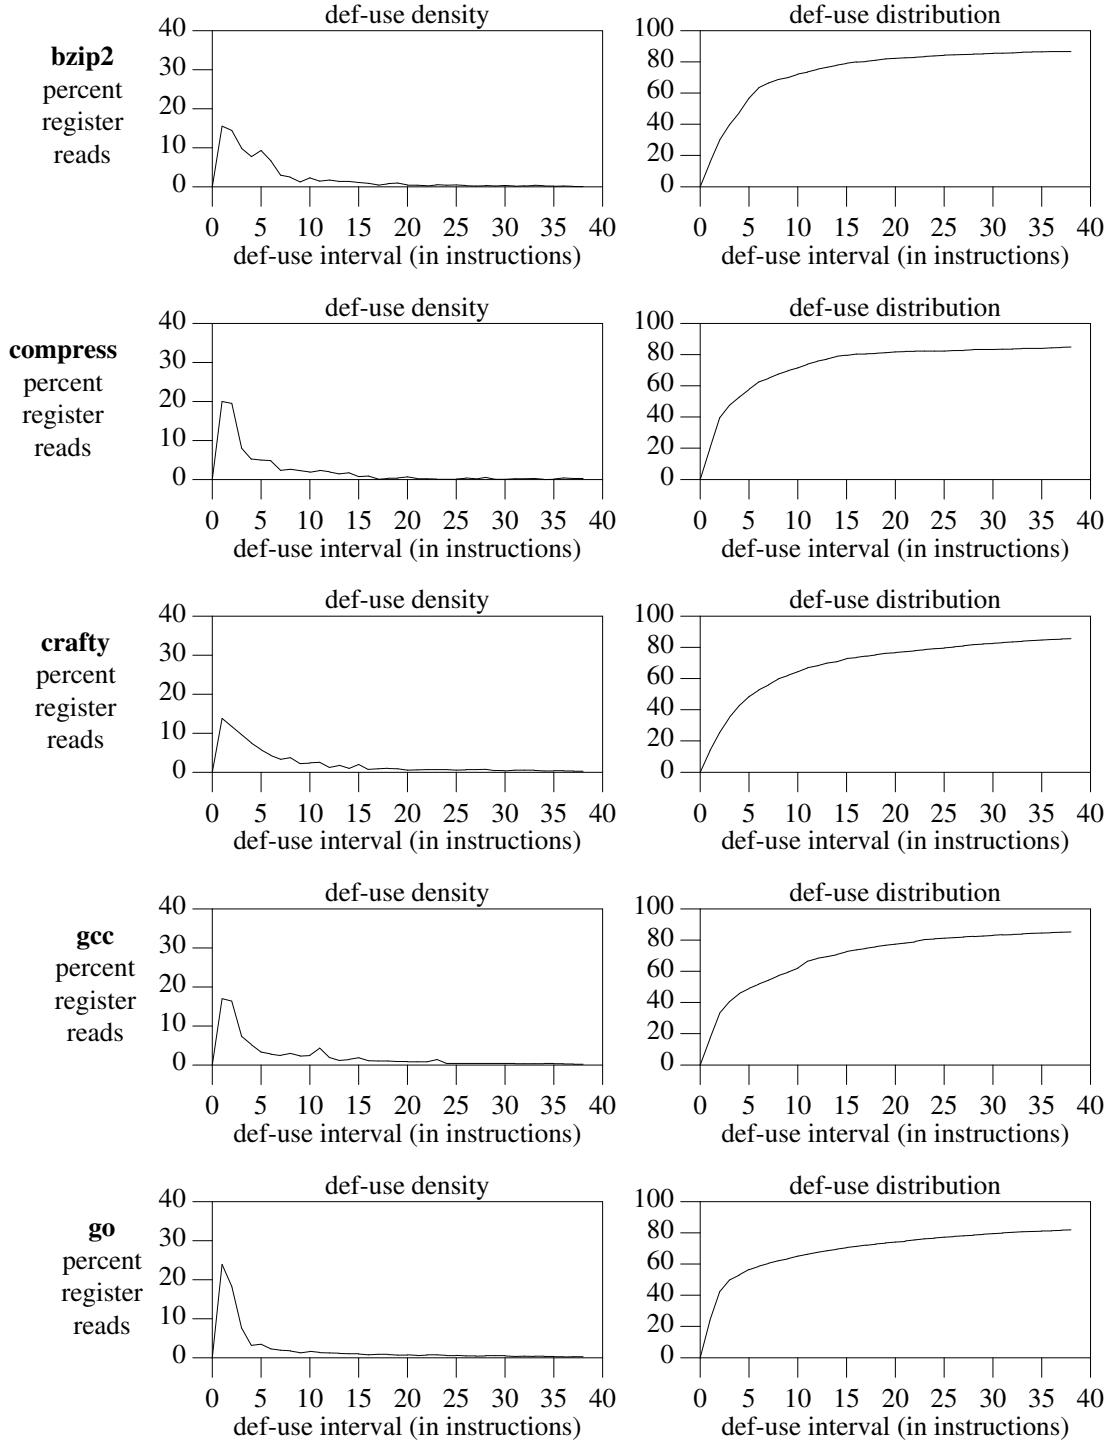 def-use density
40
30
20
10
0
0 5 10 15 20 25 30 35 40
def-use interval (in instructions)
bzip2
percent
register
reads
def-use distribution
100
80
60
40
20
0
0 5 10 15 20 25 30 35 40
def-use interval (in instructions)
def-use density
40
30
20
10
0
0 5 10 15 20 25 30 35 40
def-use interval (in instructions)
compress
percent
register
reads
def-use distribution
100
80
60
40
20
0
0 5 10 15 20 25 30 35 40
def-use interval (in instructions)
def-use density
40
30
20
10
0
0 5 10 15 20 25 30 35 40
def-use interval (in instructions)
crafty
percent
register
reads
def-use distribution
100
80
60
40
20
0
0 5 10 15 20 25 30 35 40
def-use interval (in instructions)
def-use density
40
30
20
10
0
0 5 10 15 20 25 30 35 40
def-use interval (in instructions)
gcc
percent
register
reads
def-use distribution
100
80
60
40
20
0
0 5 10 15 20 25 30 35 40
def-use interval (in instructions)
def-use density
40
30
20
10
0
0 5 10 15 20 25 30 35 40
def-use interval (in instructions)
go
percent
register
reads
def-use distribution
100
80
60
40
20
0
0 5 10 15 20 25 30 35 40
def-use interval (in instructions)